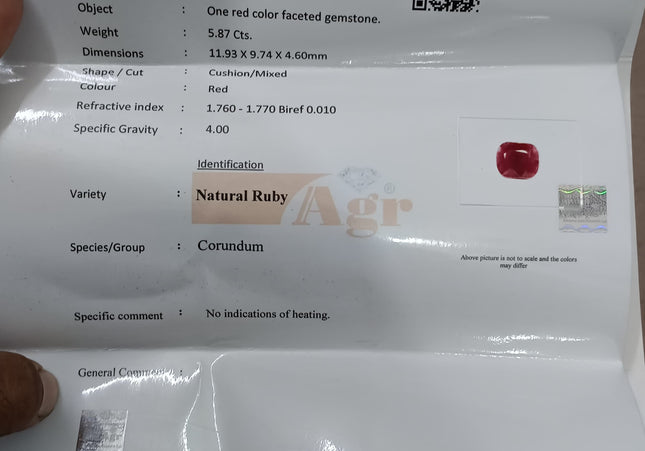 Object : One red color faceted gemstone.
Weight : 5.87 Cts.
Dimensions : 11.93 X 9.74 X 4.60mm
Shape / Cut : Cushion/Mixed
Colour : Red
Refractive index : 1.760 - 1.770 Biref 0.010
Specific Gravity : 4.00
Identification
Variety : Natural Ruby
Agr®
Species/Group : Corundum
Above picture is not to scale and the colors
may differ
Specific comment : No indications of heating.
General Comment :